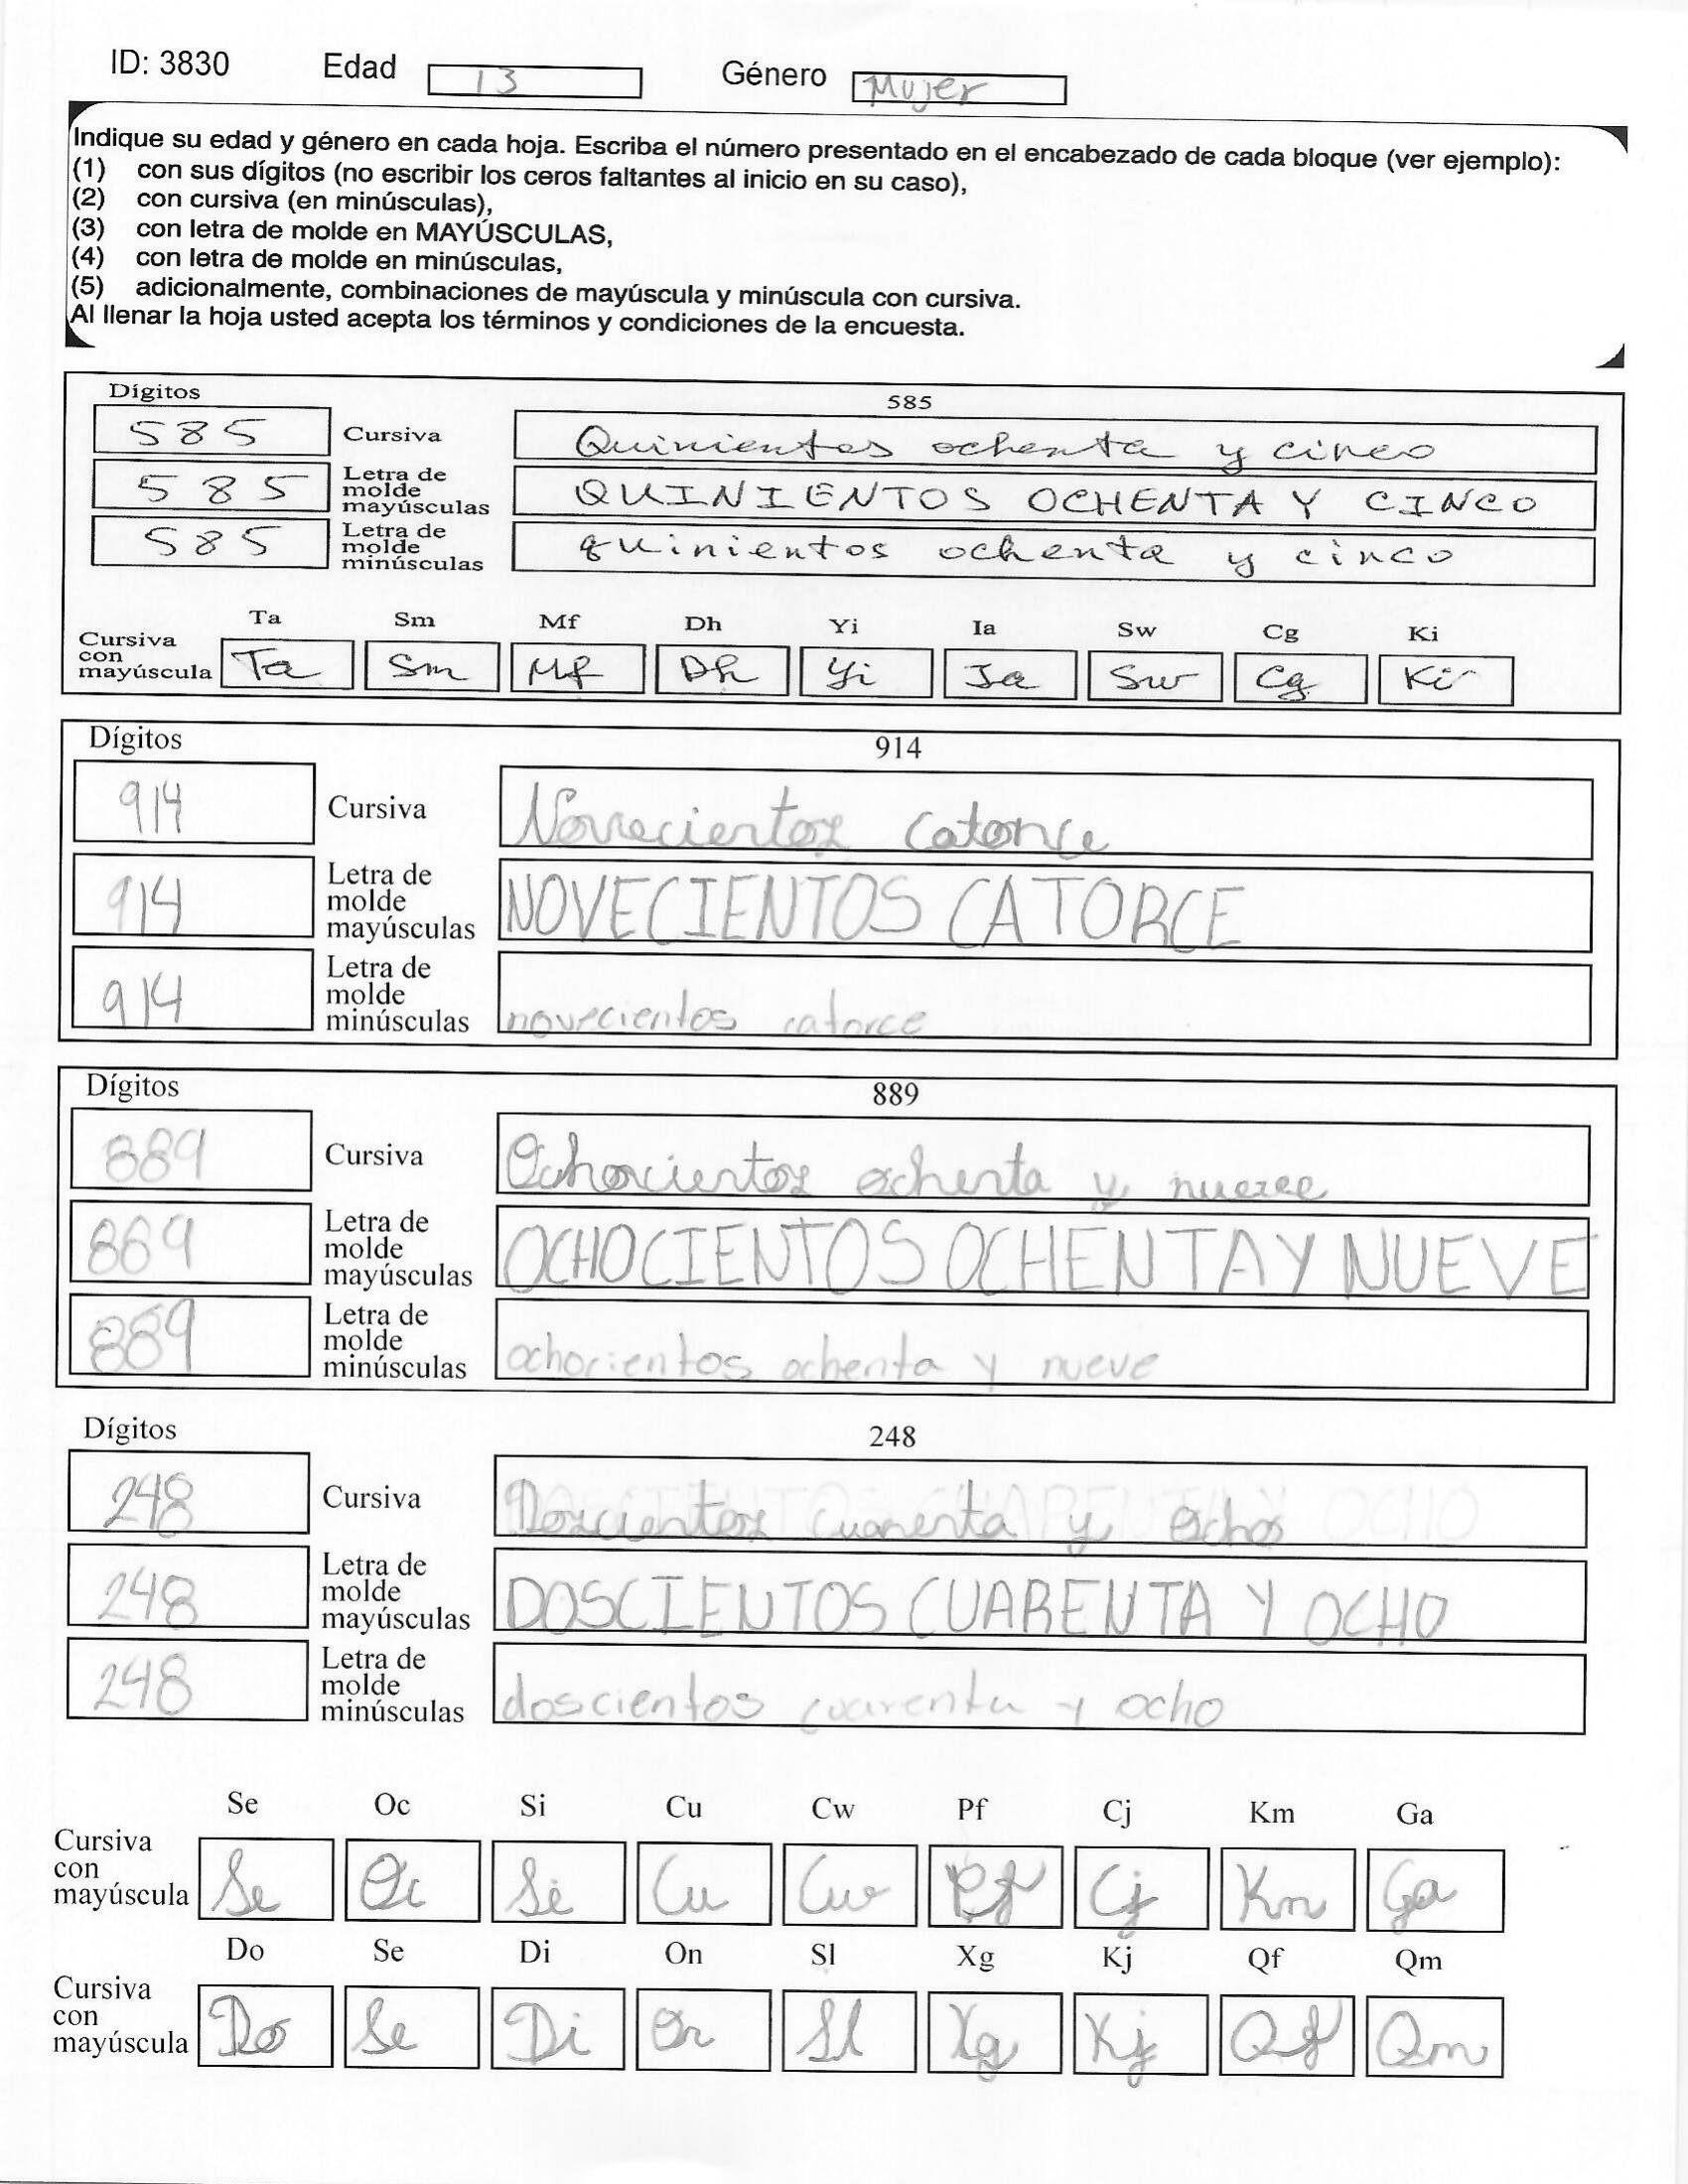 ID: 3830 Edad 13 Género Mujer
Indique su edad y género en cada hoja. Escriba el número presentado en el encabezado de cada bloque (ver ejemplo):
(1) con sus dígitos (no escribir los ceros faltantes al inicio en su caso),
(2) con cursiva (en minúsculas),
(3) con letra de molde en MAYÚSCULAS,
(4) con letra de molde en minúsculas,
(5) adicionalmente, combinaciones de mayúscula y minúscula con cursiva.
Al llenar la hoja usted acepta los términos y condiciones de la encuesta.
Dígitos 585
585 Cursiva Quinientos ochenta y cinco
585 Letra de molde mayúsculas QUINIENTOS OCHENTA Y CINCO
585 Letra de molde minúsculas quinientos ochenta y cinco
Ta Sm Mf Dh Yi Ia Sw Cg Ki
Cursiva con mayúscula Ta Sm Mf Dh Yi Ia Sw Cg Ki
Dígitos 914
914 Cursiva Novecientos catorce
914 Letra de molde mayúsculas NOVECIENTOS CATORCE
914 Letra de molde minúsculas novecientos catorce
Dígitos 889
889 Cursiva Ochocientos ochenta y nueve
889 Letra de molde mayúsculas OCHOCIENTOS OCHENTA Y NUEVE
889 Letra de molde minúsculas ochocientos ochenta y nueve
Dígitos 248
248 Cursiva Doscientos cuarenta y ocho
248 Letra de molde mayúsculas DOSCIENTOS CUARENTA Y OCHO
248 Letra de molde minúsculas doscientos cuarenta y ocho
Se Oc Si Cu Cw Pf Cj Km Ga
Cursiva con mayúscula Se Oc Si Cu Cw Pf Cj Km Ga
Do Se Di On Sl Xg Kj Qf Qm
Cursiva con mayúscula Do Se Di On Sl Xg Kj Qf Qm